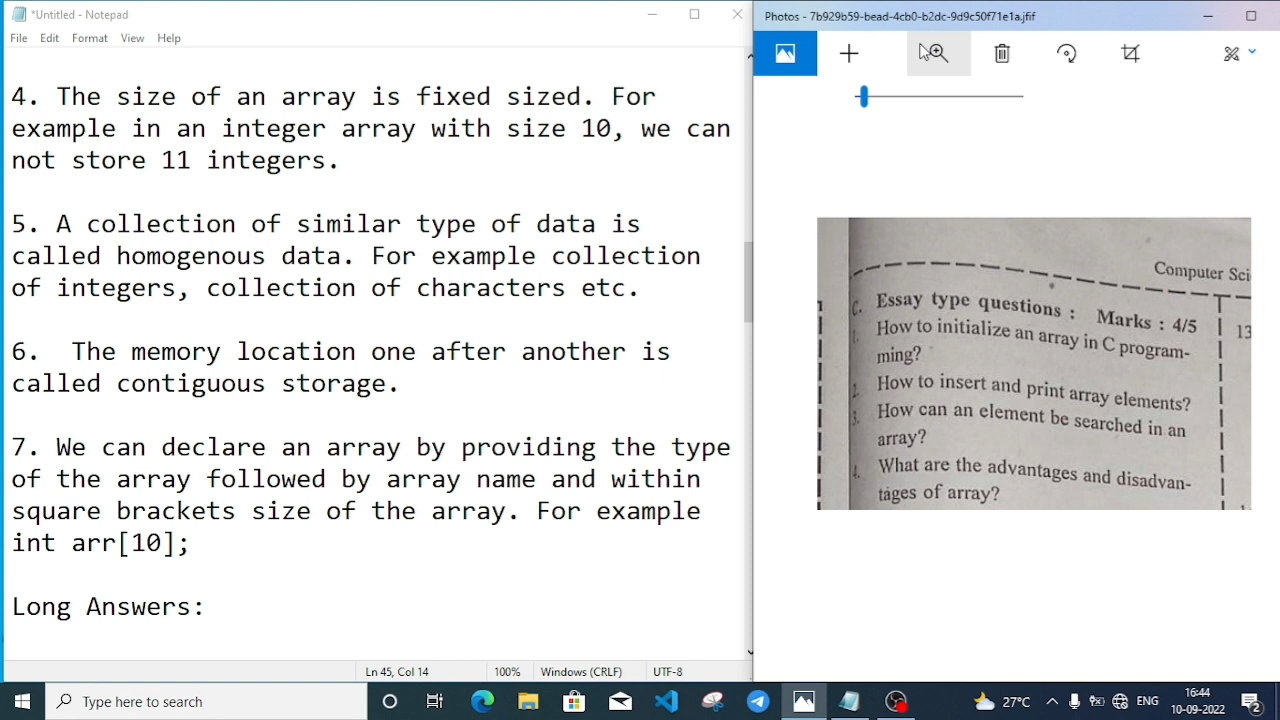 *Untitled - Notepad
File Edit Format View Help
4. The size of an array is fixed sized. For
example in an integer array with size 10, we can
not store 11 integers.
5. A collection of similar type of data is
called homogenous data. For example collection
of integers, collection of characters etc.
6. The memory location one after another is
called contiguous storage.
7. We can declare an array by providing the type
of the array followed by array name and within
square brackets size of the array. For example
int arr[10];
Long Answers:
Ln 45, Col 14 100% Windows (CRLF) UTF-8
Photos - 7b929b59-bead-4cb0-b2dc-9d9c50f71e1a.jfif
Computer Sci
C. Essay type questions : Marks : 4/5
1. How to initialize an array in C program-
ming?
2. How to insert and print array elements?
3. How can an element be searched in an
array?
4. What are the advantages and disadvan-
tages of array?
13
Type here to search
27°C ENG 16:44
10-09-2022
2